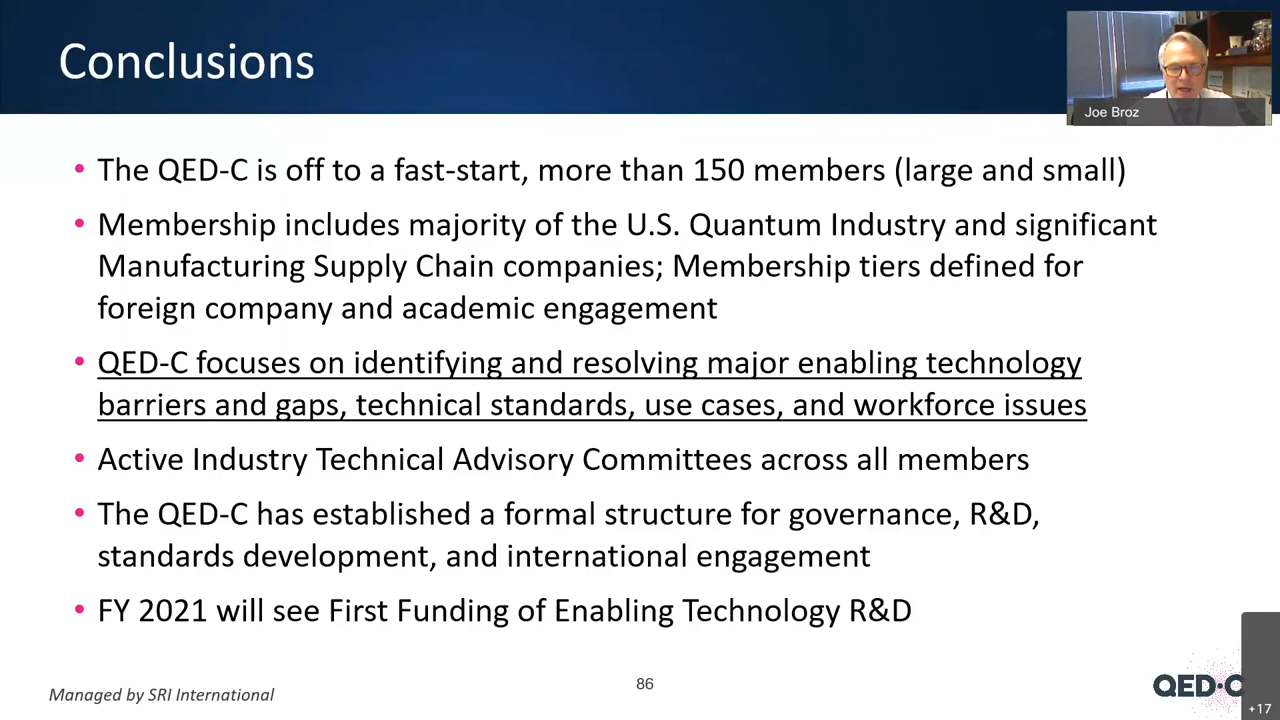 Conclusions
Joe Broz
• The QED-C is off to a fast-start, more than 150 members (large and small)
• Membership includes majority of the U.S. Quantum Industry and significant
Manufacturing Supply Chain companies; Membership tiers defined for
foreign company and academic engagement
• QED-C focuses on identifying and resolving major enabling technology
barriers and gaps, technical standards, use cases, and workforce issues
• Active Industry Technical Advisory Committees across all members
• The QED-C has established a formal structure for governance, R&D,
standards development, and international engagement
• FY 2021 will see First Funding of Enabling Technology R&D
Managed by SRI International
86
QED·C
+17